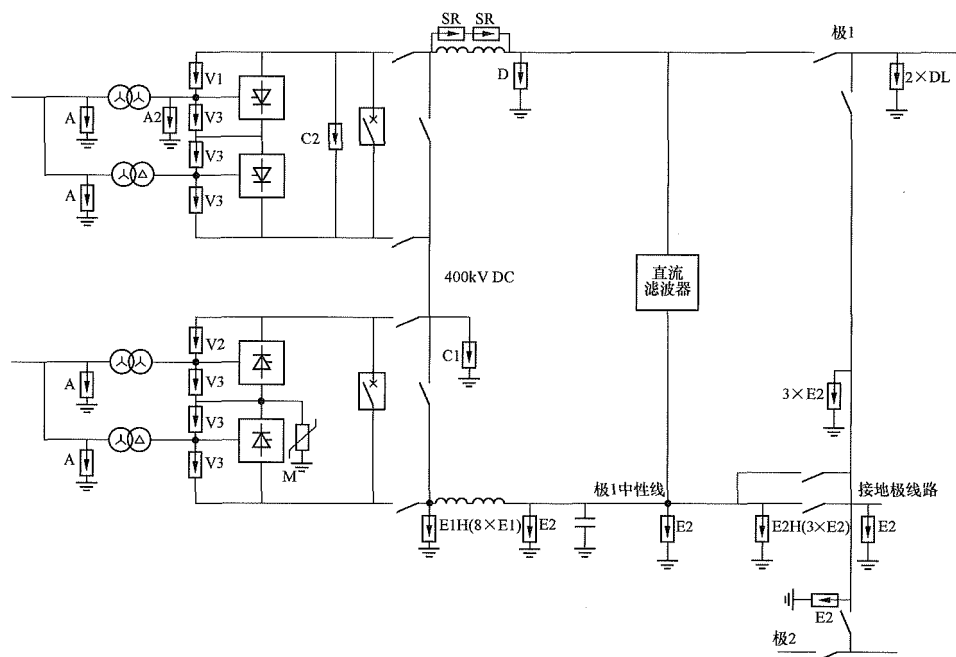 SR SR
极1
V1
D
2×DL
A
A2
V3
C2
V3
A
V3
400kV DC
直流
滤波器
V2
C1
A
V3
3×E2
V3
A
V3
M
极1中性线
接地极线路
E1H(8×E1)
E2
E2
E2H(3×E2)
E2
E2
极2